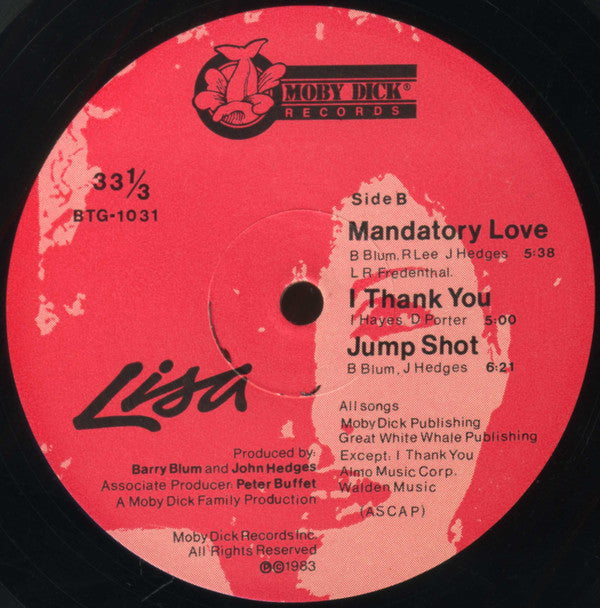 MOBY DICK®
RECORDS
33 1/3
BTG-1031
Side B
Mandatory Love
B Blum, R Lee J Hedges 5:38
L R Fredenthal.
I Thank You
I Hayes, D Porter 5:00
Jump Shot
B Blum, J Hedges 6:21
Lisa
All songs
Moby Dick Publishing
Great White Whale Publishing
Except: I Thank You
Almo Music Corp.
Walden Music
(ASCAP)
Produced by:
Barry Blum and John Hedges
Associate Producer: Peter Buffet
A Moby Dick Family Production
Moby Dick Records Inc.
All Rights Reserved
℗©1983